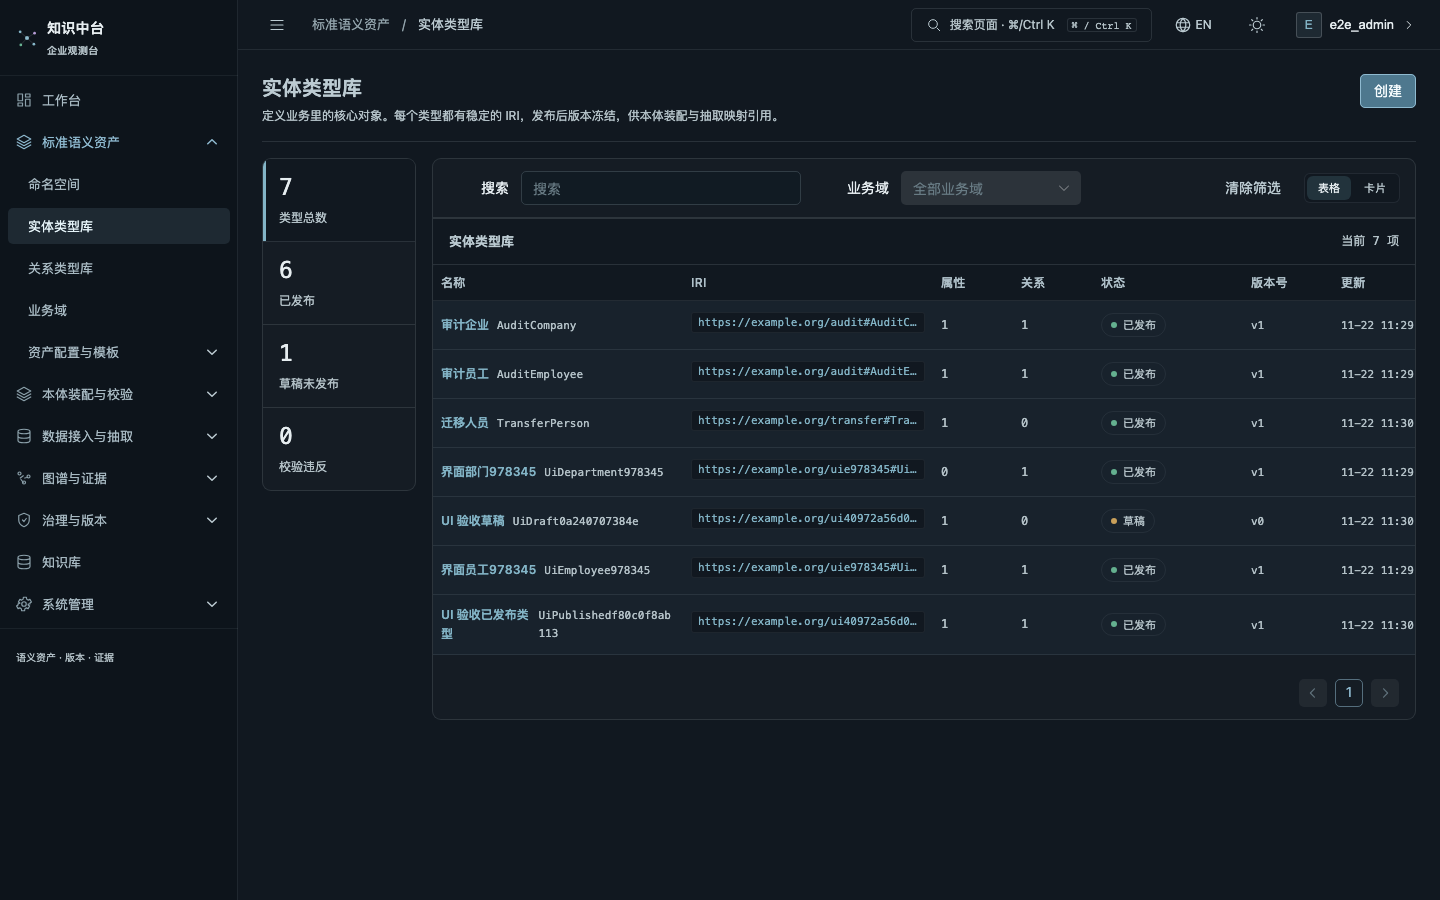 知识中台
企业观测台
工作台
标准语义资产
命名空间
实体类型库
关系类型库
业务域
资产配置与模板
本体装配与校验
数据接入与抽取
图谱与证据
治理与版本
知识库
系统管理
语义资产 · 版本 · 证据
标准语义资产 / 实体类型库
搜索页面 · ⌘/Ctrl K ⌘ / Ctrl K
EN
E e2e_admin
实体类型库
定义业务里的核心对象。每个类型都有稳定的 IRI，发布后版本冻结，供本体装配与抽取映射引用。
创建
7
类型总数
6
已发布
1
草稿未发布
0
校验违反
搜索 搜索 业务域 全部业务域 清除筛选 表格 卡片
实体类型库 当前 7 项
名称 IRI 属性 关系 状态 版本号 更新
审计企业 AuditCompany https://example.org/audit#AuditC… 1 1 已发布 v1 11-22 11:29
审计员工 AuditEmployee https://example.org/audit#AuditE… 1 1 已发布 v1 11-22 11:29
迁移人员 TransferPerson https://example.org/transfer#Tra… 1 0 已发布 v1 11-22 11:30
界面部门978345 UiDepartment978345 https://example.org/uie978345#Ui… 0 1 已发布 v1 11-22 11:29
UI 验收草稿 UiDraft0a240707384e https://example.org/ui40972a56d0… 1 0 草稿 v0 11-22 11:30
界面员工978345 UiEmployee978345 https://example.org/uie978345#Ui… 1 1 已发布 v1 11-22 11:29
UI 验收已发布类型 UiPublishedf80c0f8ab113 https://example.org/ui40972a56d0… 1 1 已发布 v1 11-22 11:30
1